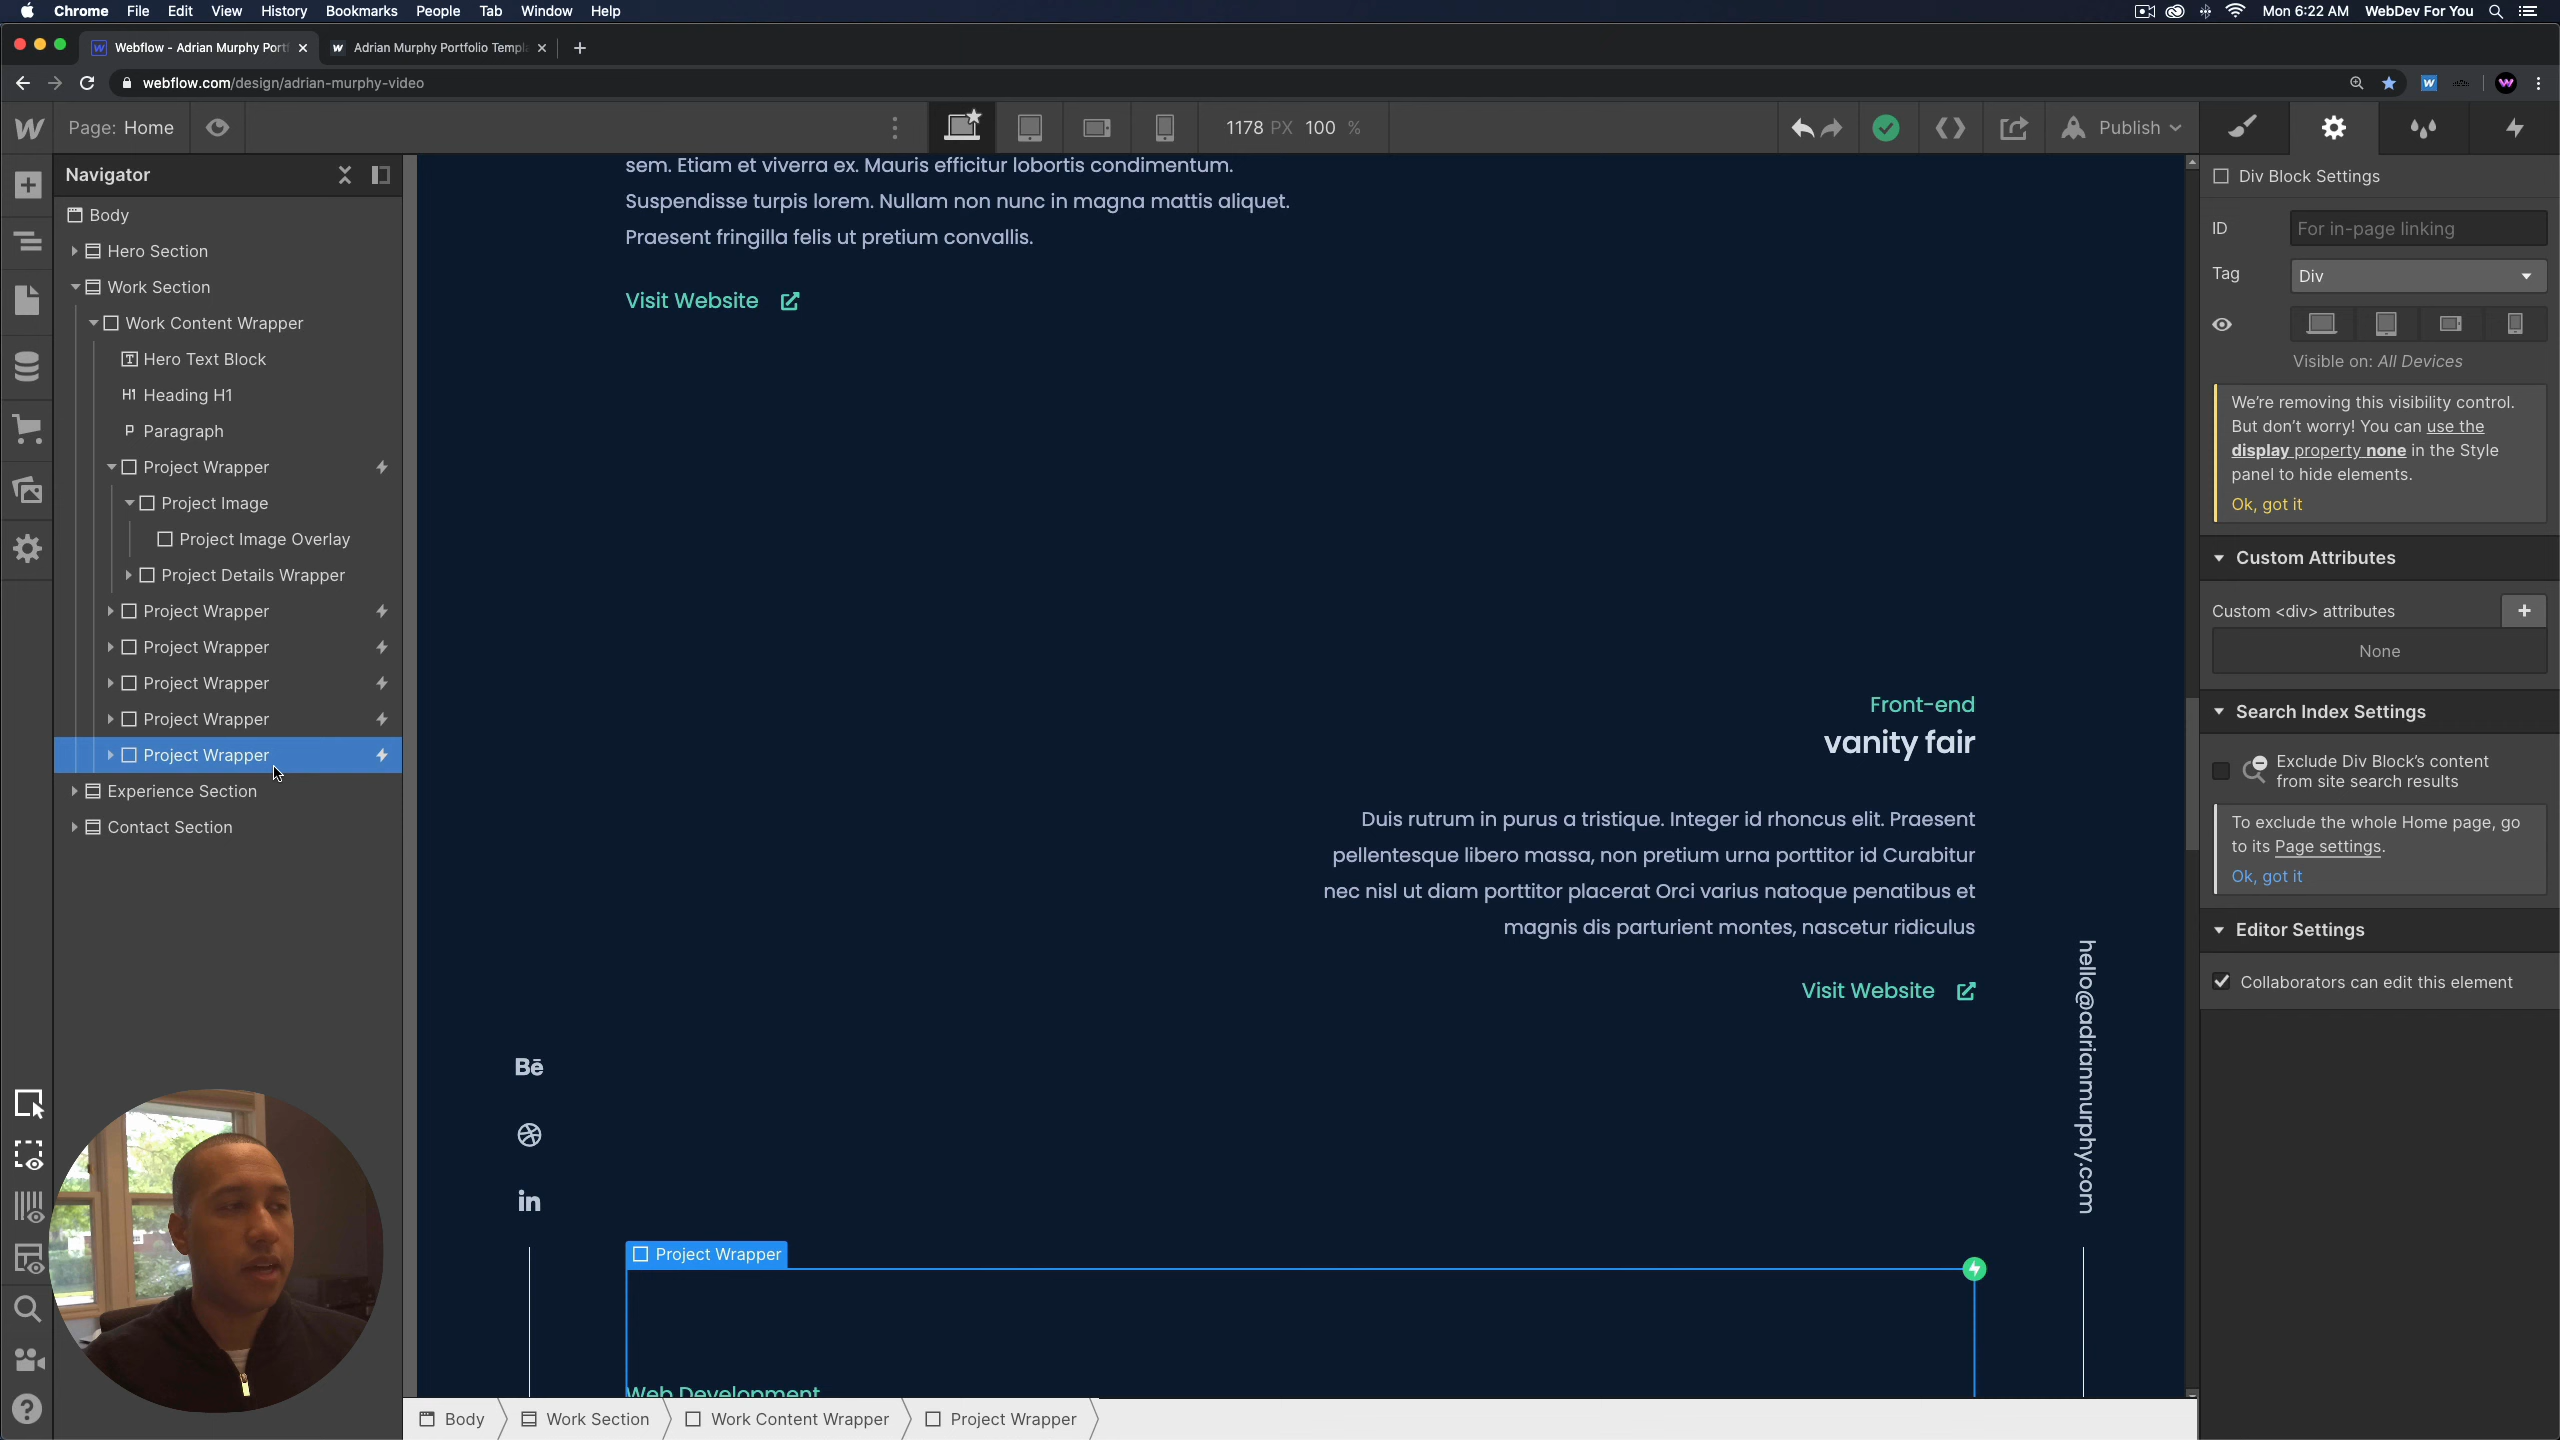 Chrome File Edit View History Bookmarks People Tab Window Help
Mon 6:22 AM WebDev For You
Webflow - Adrian Murphy Portf
Adrian Murphy Portfolio Templ
webflow.com/design/adrian-murphy-video
Page: Home
1178 PX 100 %
Publish
Navigator
Body
Hero Section
Work Section
Work Content Wrapper
Hero Text Block
H1 Heading H1
P Paragraph
Project Wrapper
Project Image
Project Image Overlay
Project Details Wrapper
Project Wrapper
Project Wrapper
Project Wrapper
Project Wrapper
Project Wrapper
Experience Section
Contact Section
sem. Etiam et viverra ex. Mauris efficitur lobortis condimentum.
Suspendisse turpis lorem. Nullam non nunc in magna mattis aliquet.
Praesent fringilla felis ut pretium convallis.
Visit Website
Front-end
vanity fair
Duis rutrum in purus a tristique. Integer id rhoncus elit. Praesent
pellentesque libero massa, non pretium urna porttitor id Curabitur
nec nisl ut diam porttitor placerat Orci varius natoque penatibus et
magnis dis parturient montes, nascetur ridiculus
Visit Website
Bē
in
hello@adrianmurphy.com
Project Wrapper
Web Development
Body
Work Section
Work Content Wrapper
Project Wrapper
Div Block Settings
ID For in-page linking
Tag Div
Visible on: All Devices
We're removing this visibility control.
But don't worry! You can use the
display property none in the Style
panel to hide elements.
Ok, got it
Custom Attributes
Custom <div> attributes
None
Search Index Settings
Exclude Div Block's content
from site search results
To exclude the whole Home page, go
to its Page settings.
Ok, got it
Editor Settings
Collaborators can edit this element